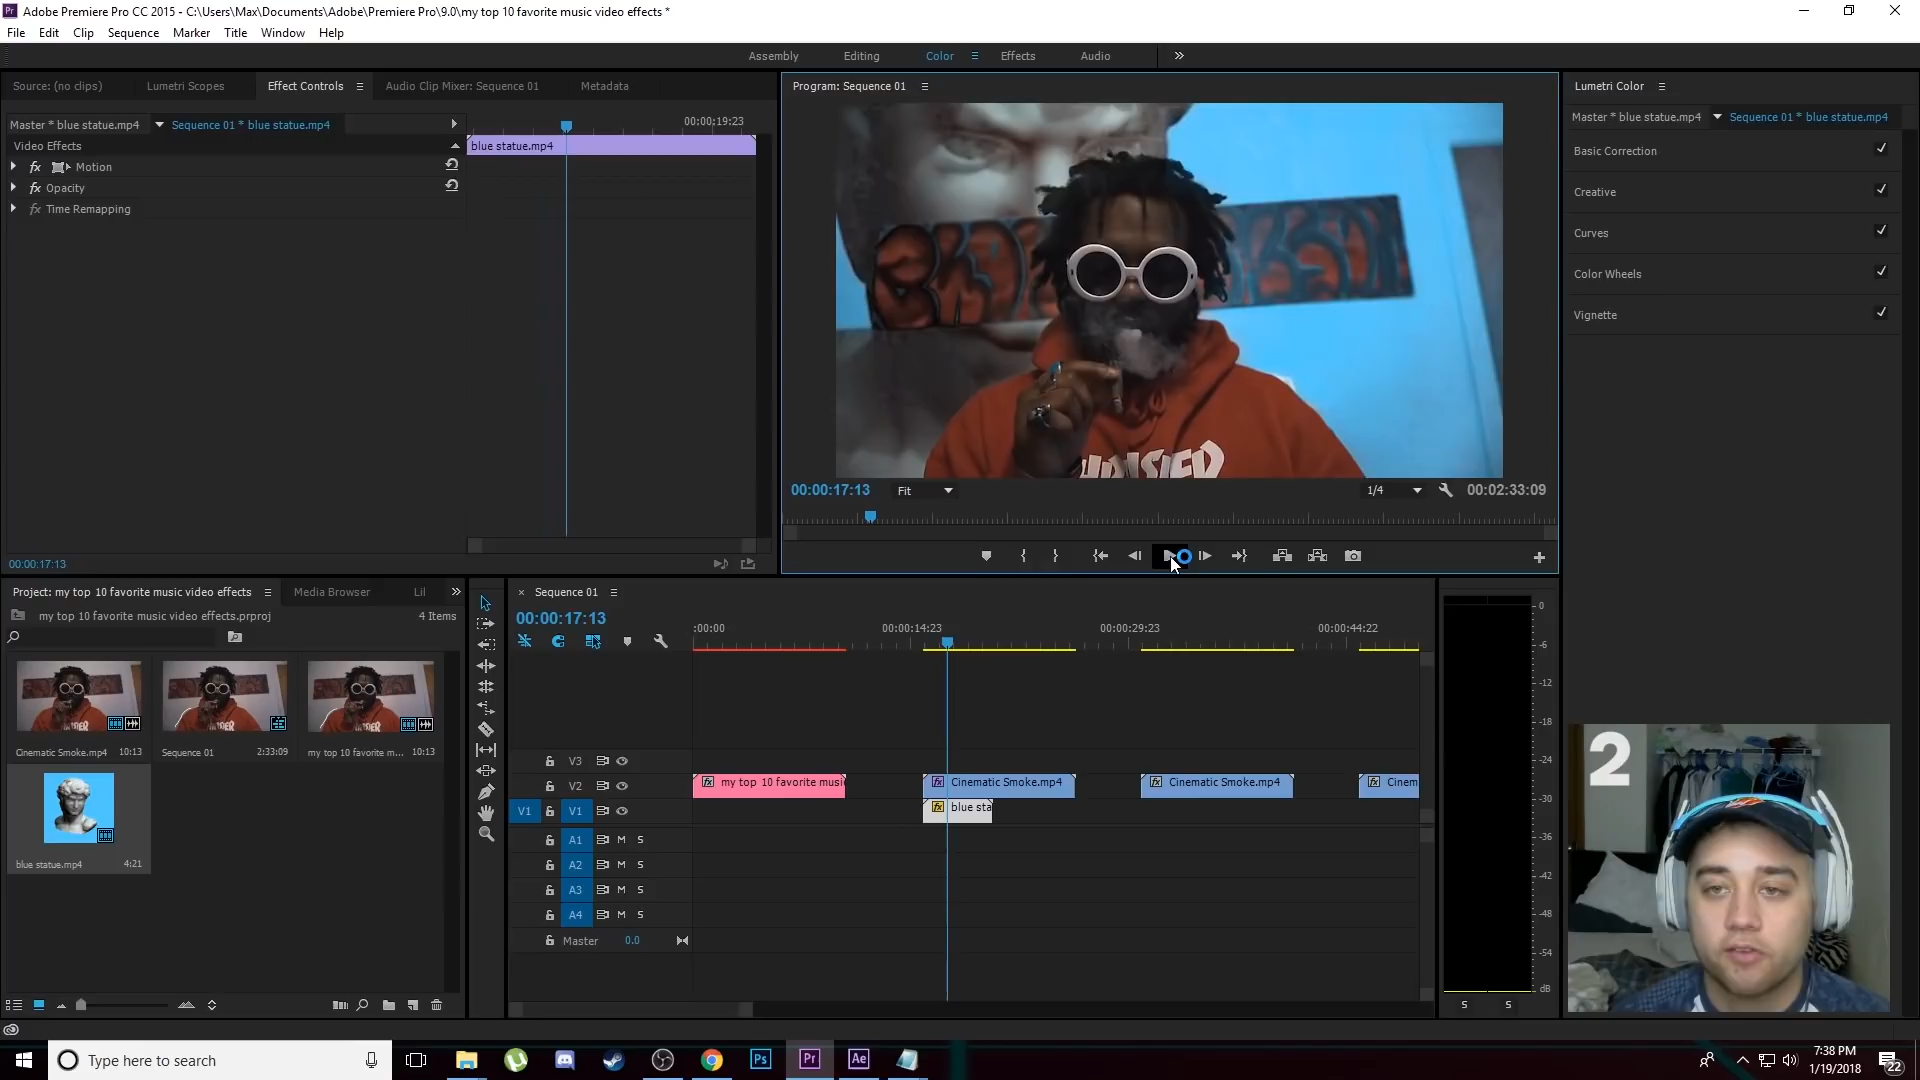 Adobe Premiere Pro CC 2015 - C:\Users\Max\Documents\Adobe\Premiere Pro\9.0\my top 10 favorite music video effects *
File Edit Clip Sequence Marker Title Window Help
Assembly Editing Color Effects Audio
Source: (no clips) Lumetri Scopes Effect Controls Audio Clip Mixer: Sequence 01 Metadata
Master * blue statue.mp4 Sequence 01 * blue statue.mp4
00:00;19;23
Video Effects
blue statue.mp4
fx Motion
fx Opacity
fx Time Remapping
00:00:17:13
Program: Sequence 01
00:00:17:13 Fit 1/4 00:02:33:09
Lumetri Color
Master * blue statue.mp4 Sequence 01 * blue statue.mp4
Basic Correction
Creative
Curves
Color Wheels
Vignette
Project: my top 10 favorite music video effects Media Browser Lil
my top 10 favorite music video effects.prproj 4 Items
Cinematic Smoke.mp4 10:13
Sequence 01 2:33:09
my top 10 favorite m... 10:13
blue statue.mp4 4:21
Sequence 01
00:00:17:13
:00:00 00:00:14:23 00:00:29:23 00:00:44:22
V3
V2
fx my top 10 favorite musi
fx Cinematic Smoke.mp4
fx Cinematic Smoke.mp4
fx Cinem
V1 V1
fx blue sta
A1 M S
A2 M S
A3 M S
A4 M S
Master 0.0
0
-6
-12
-18
-24
-30
-36
-42
-48
-54
dB
S S
2
Type here to search
Ps Pr Ae
7:38 PM
1/19/2018
22